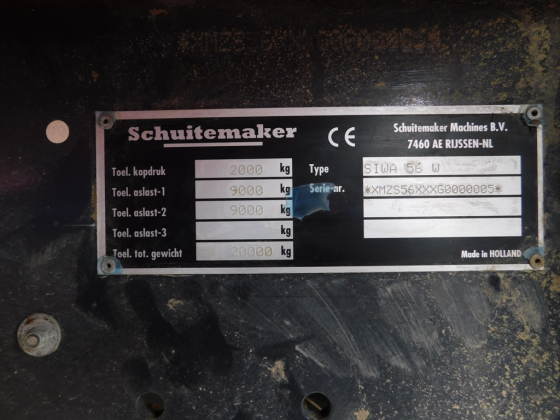 Schuitemaker CE Schuitemaker Machines B.V.
7460 AE RIJSSEN-NL
Toel. kopdruk 2000 kg Type SIWA 56 W
Toel. aslast-1 9000 kg Serie-nr. *XMZS56XXXG0000005*
Toel. aslast-2 9000 kg
Toel. aslast-3 kg
Toel. tot. gewicht 20000 kg Made in HOLLAND